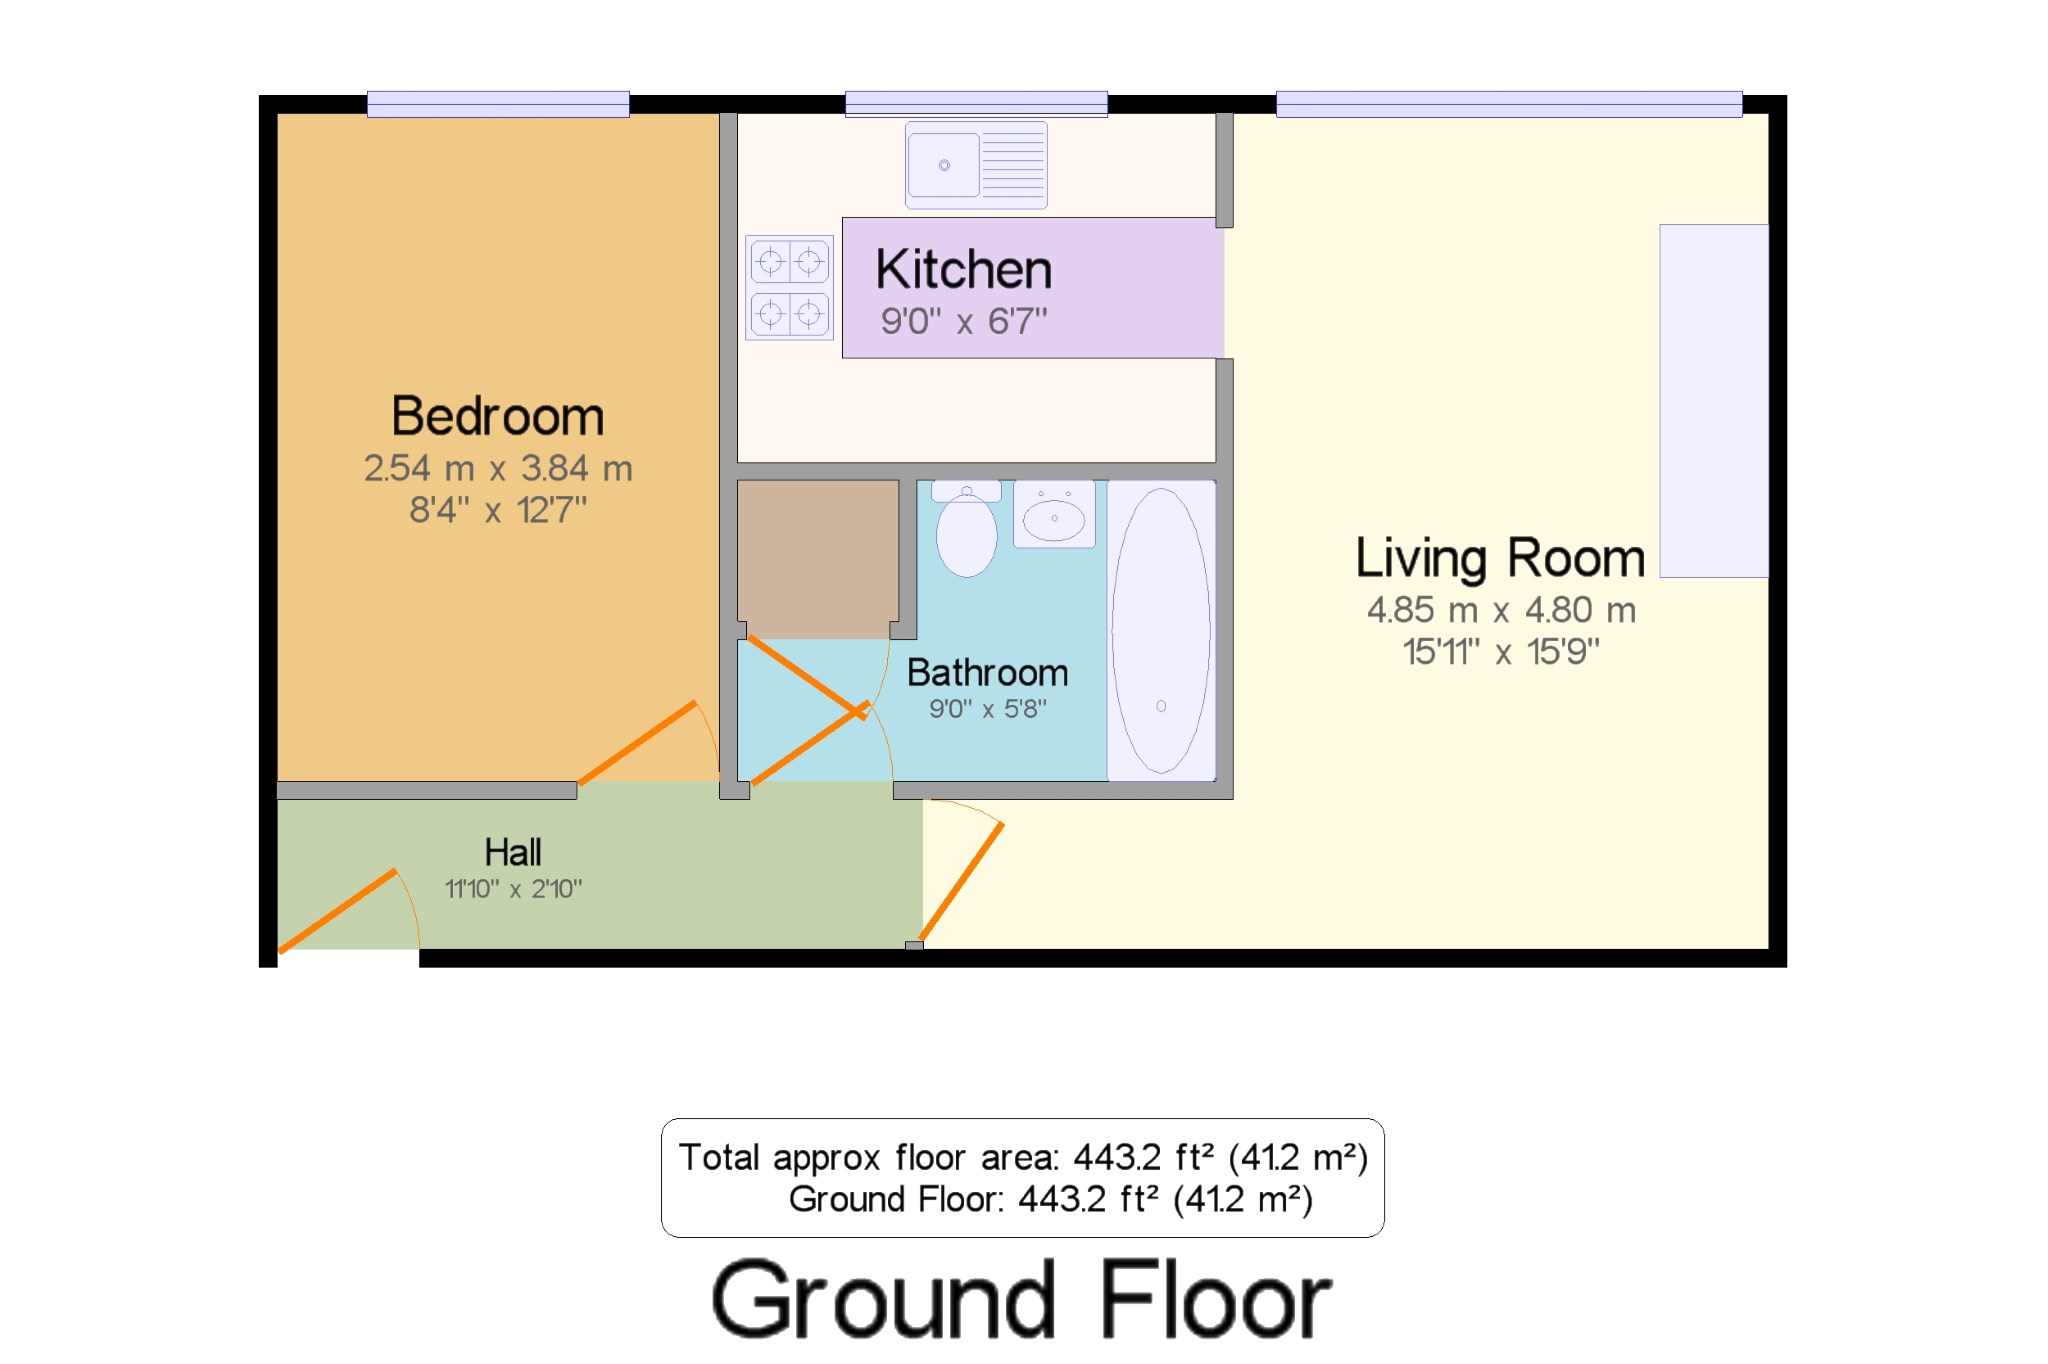 Kitchen
9'0" x 6'7"
Bedroom
2.54 m x 3.84 m
8'4" x 12'7"
Living Room
4.85 m x 4.80 m
15'11" x 15'9"
Bathroom
9'0" x 5'8"
Hall
11'10" x 2'10"
Total approx floor area: 443.2 ft² (41.2 m²)
Ground Floor: 443.2 ft² (41.2 m²)
Ground Floor